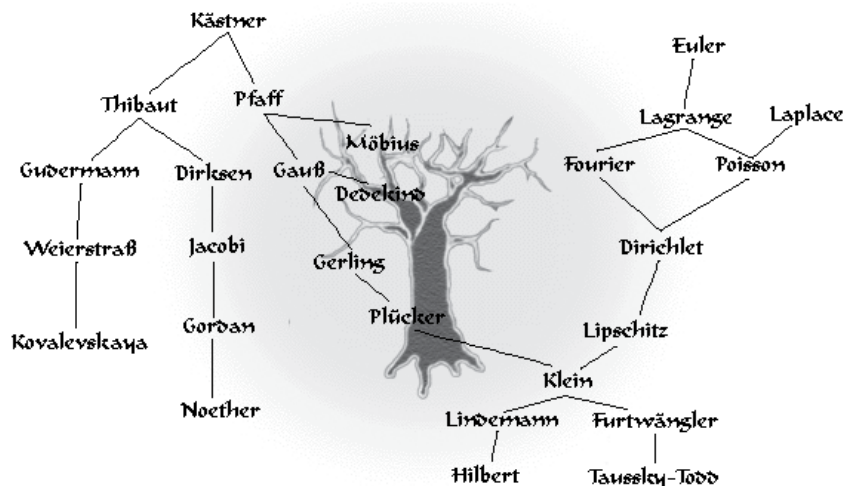 Kästner
Euler
Thibaut
Pfaff
Lagrange
Laplace
Möbius
Gudermann
Dirksen
Gauß
Fourier
Poisson
Dedekind
Weierstraß
Jacobi
Gerling
Dirichlet
Plücker
Gordan
Lipschitz
Kovalevskaya
Klein
Noether
Lindemann
Furtwängler
Hilbert
Taussky-Todd